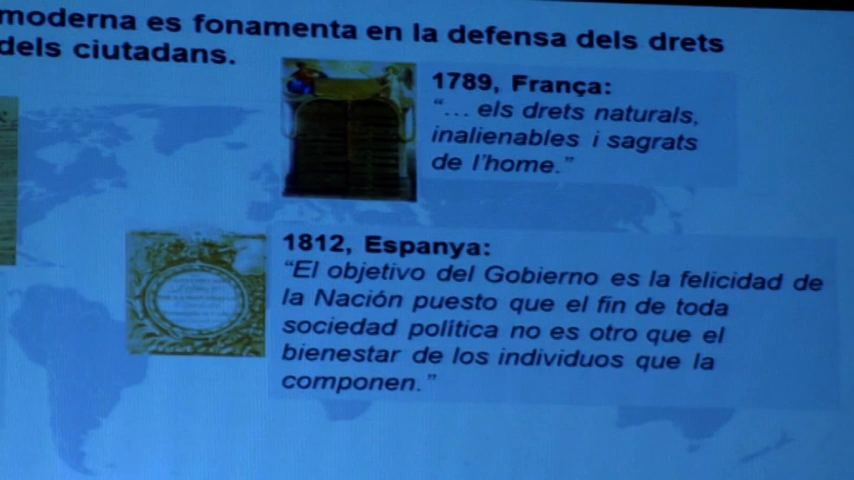 moderna es fonamenta en la defensa dels drets
dels ciutadans.
1789, França:
“... els drets naturals,
inalienables i sagrats
de l’home.”
1812, Espanya:
“El objetivo del Gobierno es la felicidad de
la Nación puesto que el fin de toda
sociedad política no es otro que el
bienestar de los individuos que la
componen.”